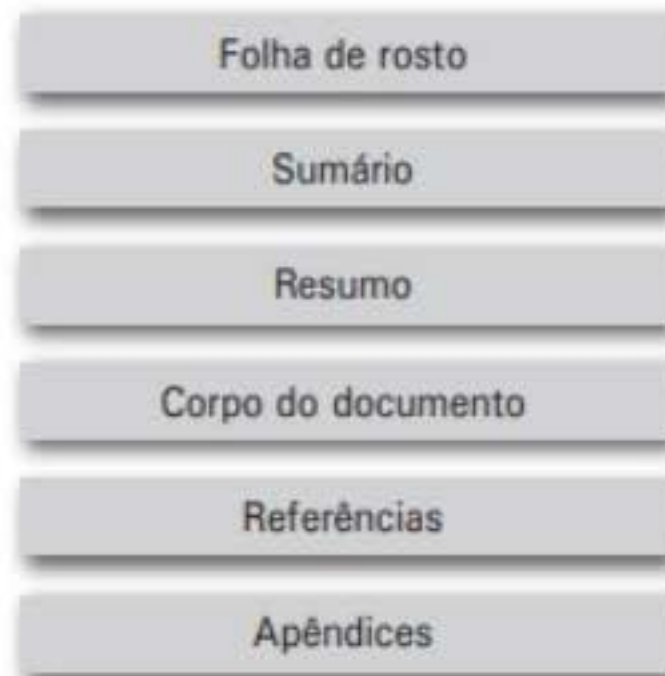 Folha de rosto
Sumário
Resumo
Corpo do documento
Referências
Apêndices